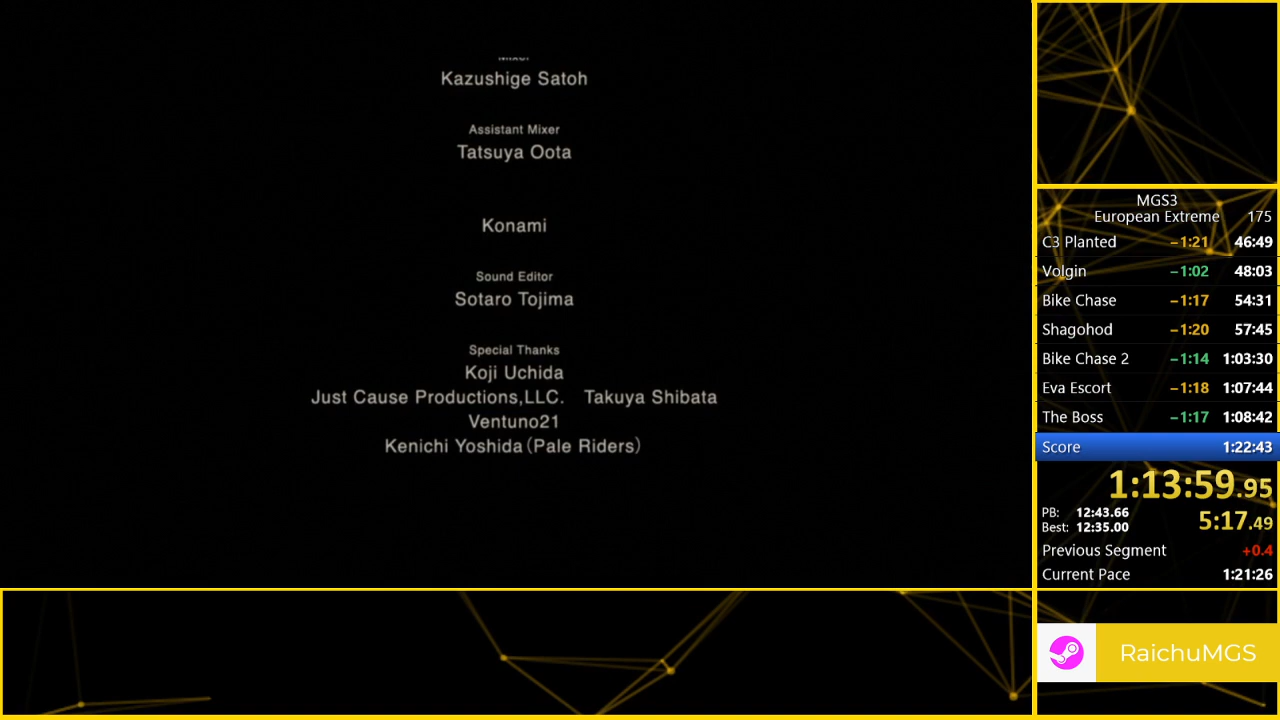 Kazushige Satoh
Assistant Mixer
Tatsuya Oota
Konami
Sound Editor
Sotaro Tojima
Special Thanks
Koji Uchida
Just Cause Productions,LLC. Takuya Shibata
Ventuno21
Kenichi Yoshida(Pale Riders)
MGS3
European Extreme 175
C3 Planted −1:21 46:49
Volgin −1:02 48:03
Bike Chase −1:17 54:31
Shagohod −1:20 57:45
Bike Chase 2 −1:14 1:03:30
Eva Escort −1:18 1:07:44
The Boss −1:17 1:08:42
Score 1:22:43
1:13:59.95
PB: 12:43.66
Best: 12:35.00
5:17.49
Previous Segment +0.4
Current Pace 1:21:26
RaichuMGS